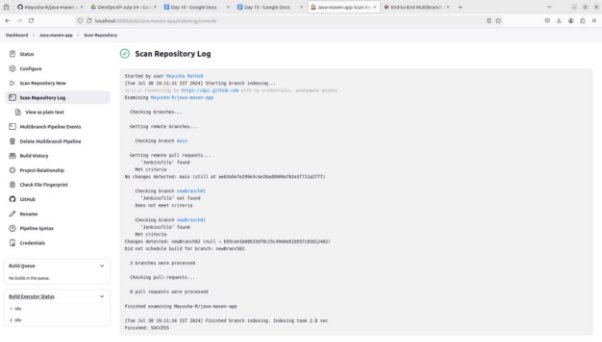 Mayusha-R/java-maven-app
DevOps-EP-July-24 - Goo
Day 14 - Google Docs
Day 15 - Google Docs
Java-maven-app Scan Re
End-to-End Multibranch
localhost:8080/job/Java-maven-app/indexing/console
Dashboard > Java-maven-app > Scan Repository
Status
Configure
Scan Repository Now
Scan Repository Log
View as plain text
Multibranch Pipeline Events
Delete Multibranch Pipeline
Build History
Project Relationship
Check File Fingerprint
GitHub
Rename
Pipeline Syntax
Credentials
Build Queue
No builds in the queue.
Build Executor Status
1 Idle
2 Idle
Scan Repository Log
Started by user Mayusha Rathod
[Tue Jul 30 19:11:31 IST 2024] Starting branch indexing...
Connecting to https://api.github.com with no credentials, anonymous access
Examining Mayusha-R/java-maven-app
Checking branches...
Getting remote branches...
Checking branch main
Getting remote pull requests...
'Jenkinsfile' found
Met criteria
No changes detected: main (still at
Checking branch newBranch01
'Jenkinsfile' not found
Does not meet criteria
Checking branch newBranch02
'Jenkinsfile' found
Met criteria
Changes detected: newBranch02 (null →
Did not schedule build for branch: newBranch02
3 branches were processed
Checking pull-requests...
0 pull requests were processed
Finished examining Mayusha-R/java-maven-app
[Tue Jul 30 19:11:34 IST 2024] Finished branch indexing. Indexing took 2.8 sec
Finished: SUCCESS